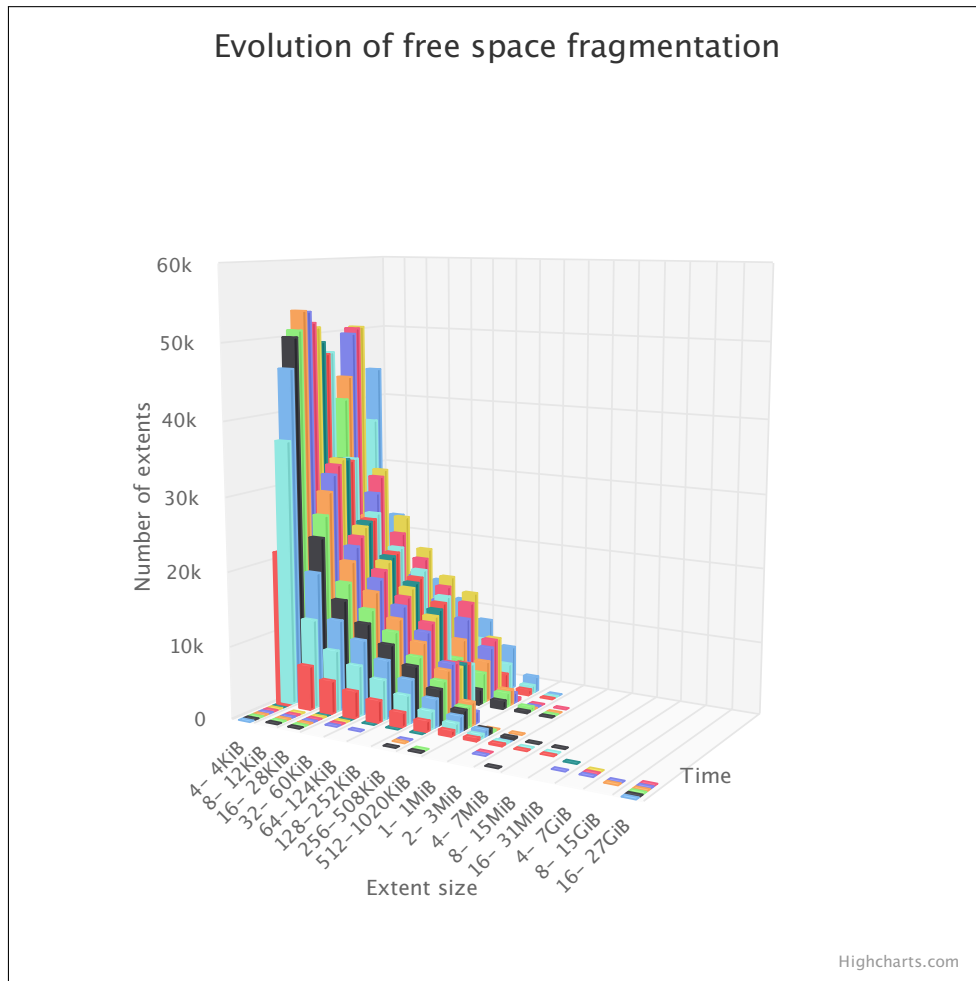 Evolution of free space fragmentation
60k
50k
40k
30k
20k
10k
0
Number of extents
4– 4KiB
8– 12KiB
16– 28KiB
32– 60KiB
64–124KiB
128–252KiB
256–508KiB
512–1020KiB
1– 1MiB
2– 3MiB
4– 7MiB
8– 15MiB
16– 31MiB
4– 7GiB
8– 15GiB
16– 27GiB
Extent size
Time
Highcharts.com